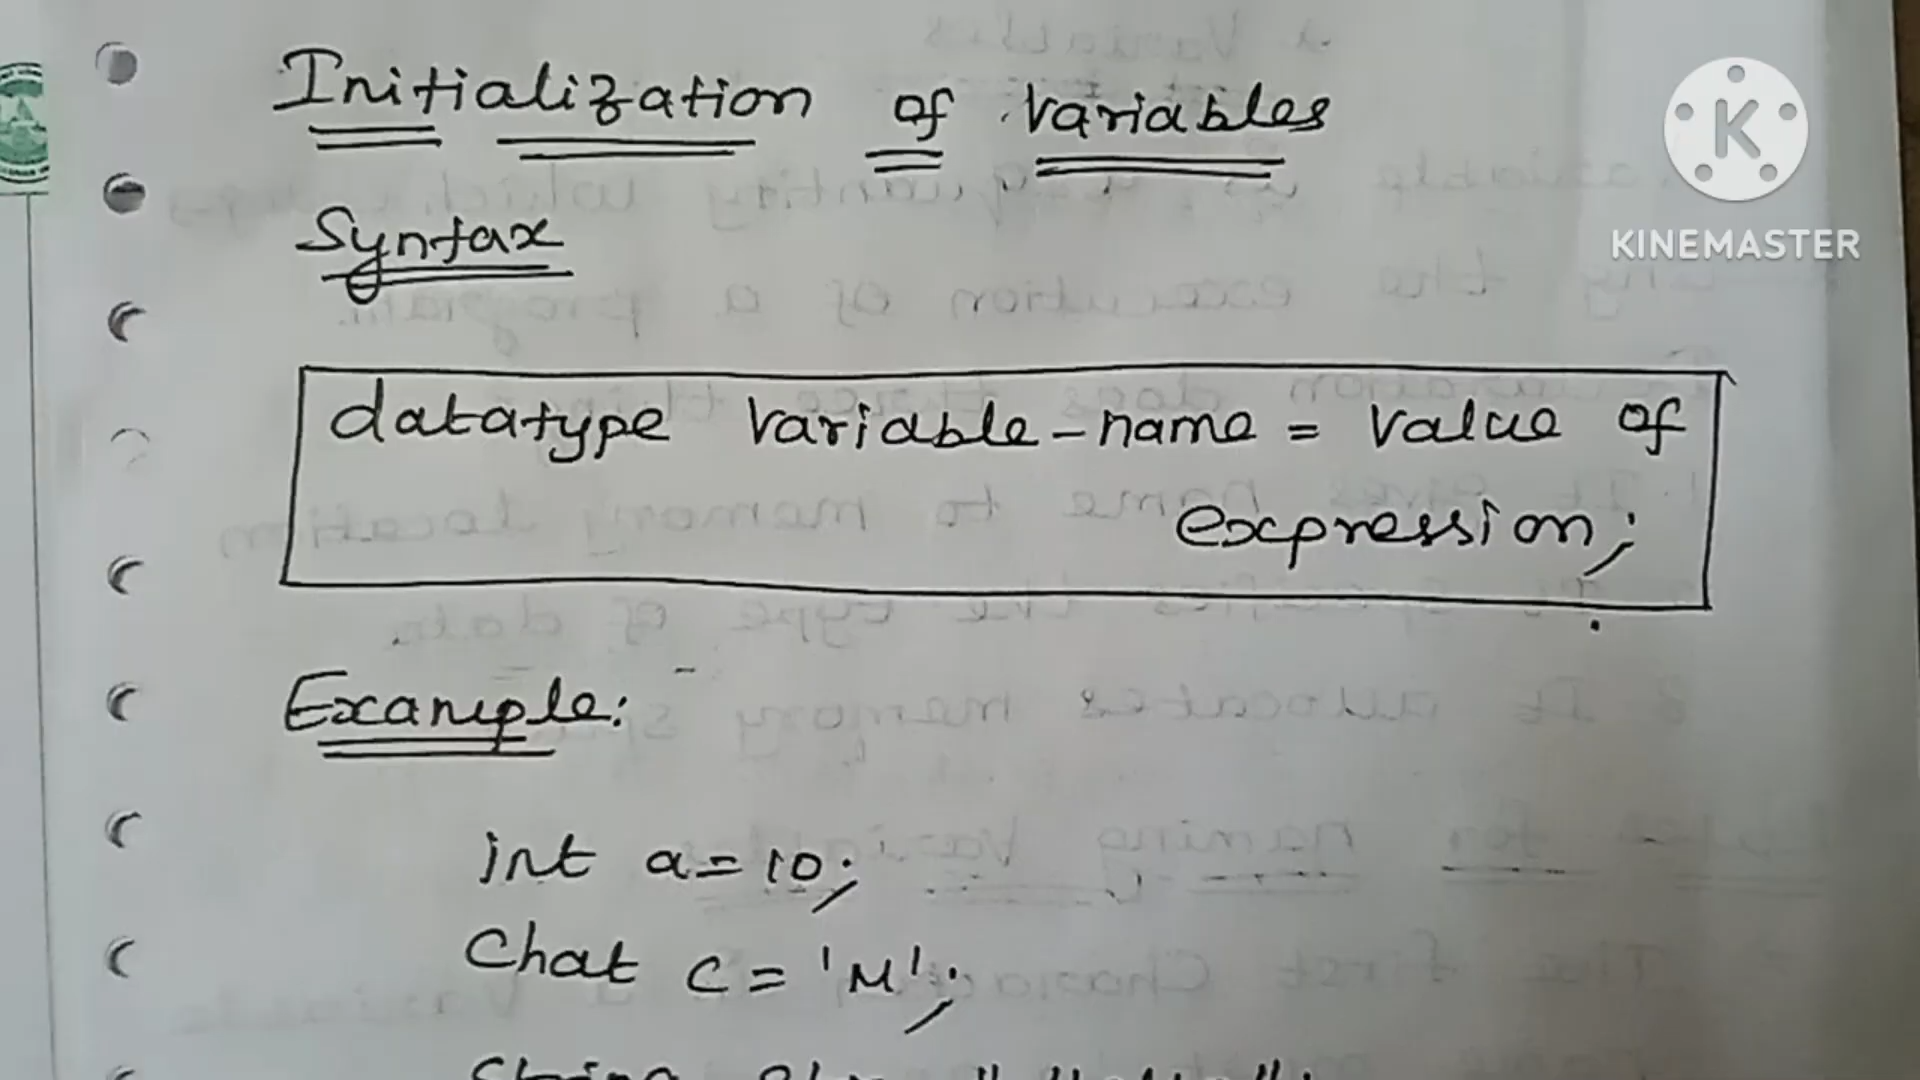 Initialization of Variables
KINEMASTER
Syntax
datatype variable-name = value of
expression;
Example:
int a=10;
Chat c = 'M';